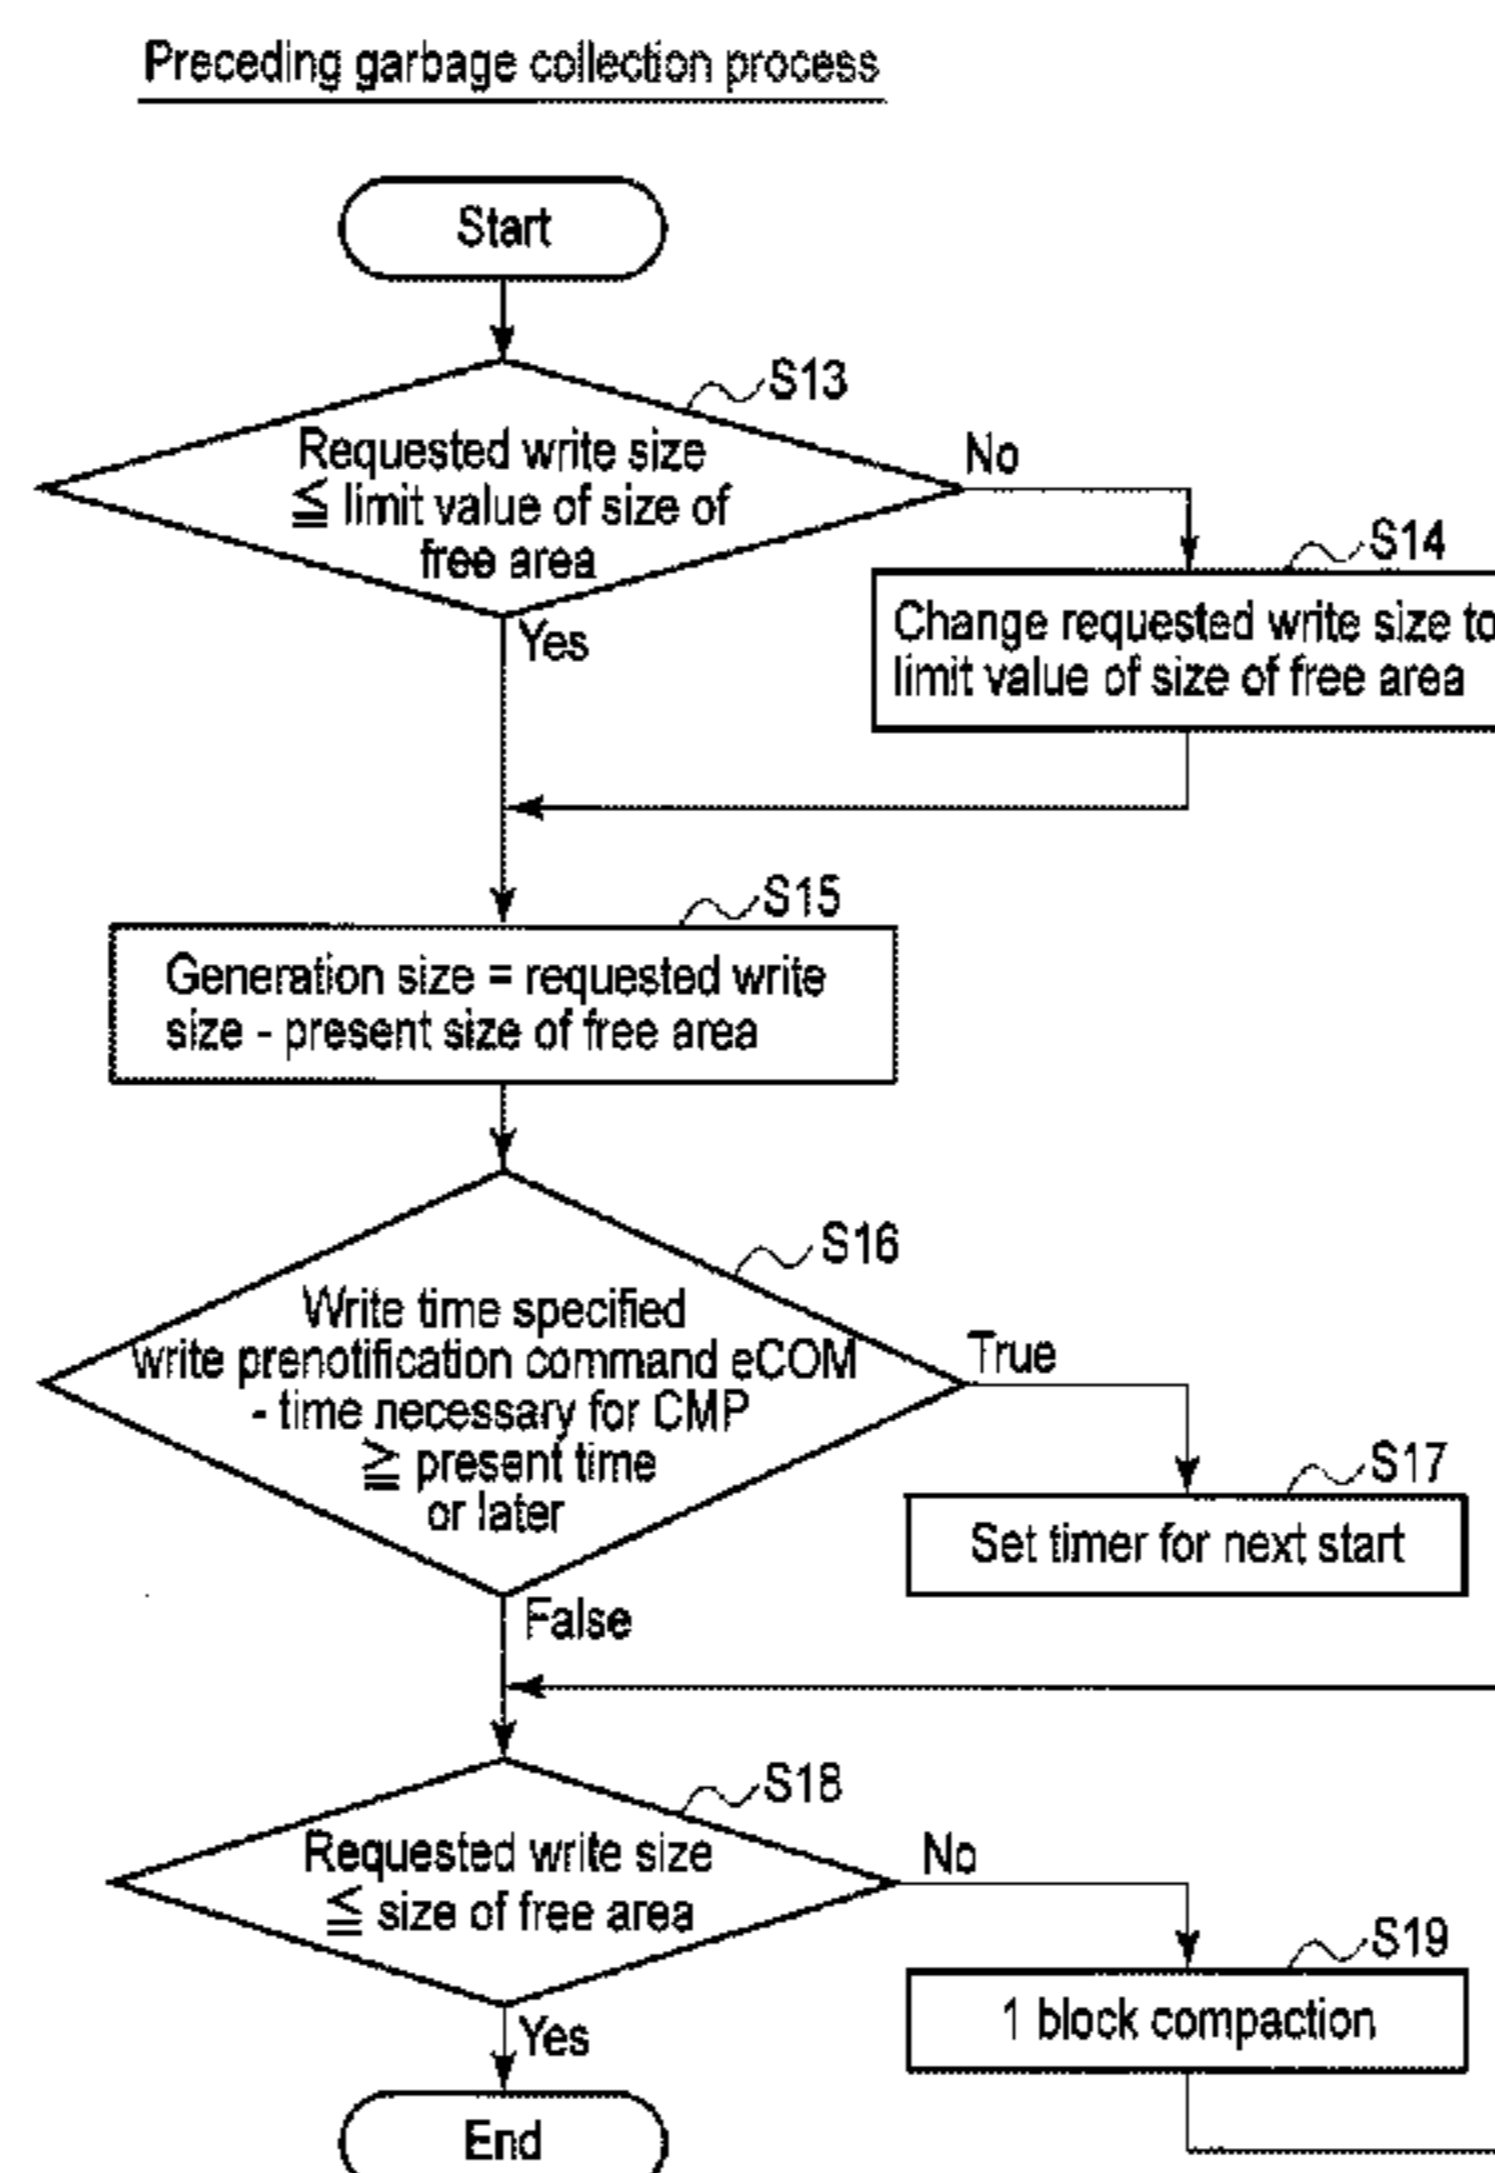 Preceding garbage collection process
Start
S13
Requested write size
≦ limit value of size of
free area
No
Yes
S14
Change requested write size to
limit value of size of free area
S15
Generation size = requested write
size - present size of free area
S16
Write time specified
write prenotification command eCOM
- time necessary for CMP
≧ present time
or later
True
False
S17
Set timer for next start
S18
Requested write size
≦ size of free area
No
Yes
S19
1 block compaction
End